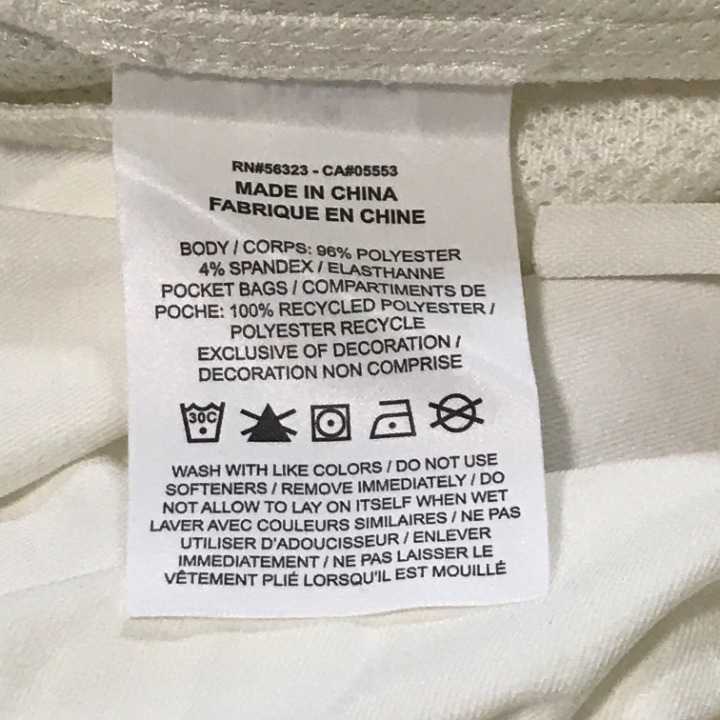 RN#56323 - CA#05553
MADE IN CHINA
FABRIQUE EN CHINE
BODY / CORPS: 96% POLYESTER
4% SPANDEX / ELASTHANNE
POCKET BAGS / COMPARTIMENTS DE
POCHE: 100% RECYCLED POLYESTER /
POLYESTER RECYCLE
EXCLUSIVE OF DECORATION /
DECORATION NON COMPRISE
30C
WASH WITH LIKE COLORS / DO NOT USE
SOFTENERS / REMOVE IMMEDIATELY / DO
NOT ALLOW TO LAY ON ITSELF WHEN WET
LAVER AVEC COULEURS SIMILAIRES / NE PAS
UTILISER D'ADOUCISSEUR / ENLEVER
IMMEDIATEMENT / NE PAS LAISSER LE
VÊTEMENT PLIÉ LORSQU'IL EST MOUILLÉ